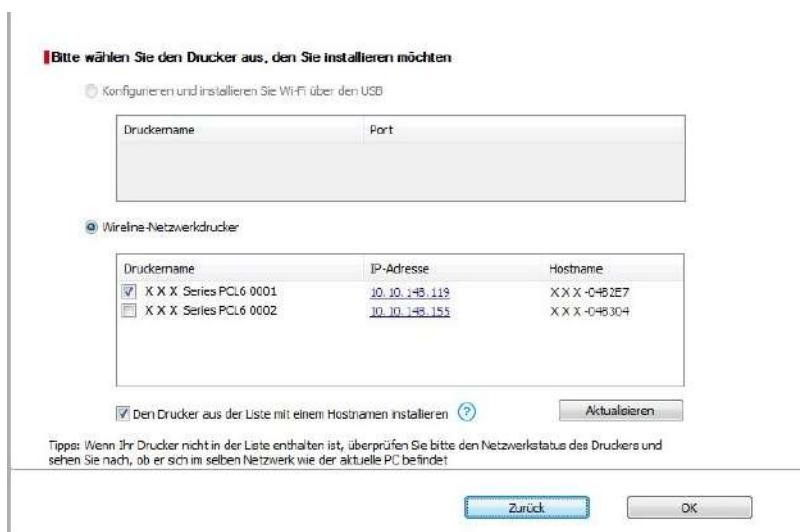 Bitte wählen Sie den Drucker aus, den Sie installieren möchten
Konfigurieren und installieren Sie Wi-Fi über den USB
Druckername Port
Wireline-Netzwerkdrucker
Druckername IP-Adresse Hostname
X X X Series PCL6 0001 10.10.148.119 X X X -04B2E7
X X X Series PCL6 0002 10.10.148.155 X X X -04B304
Den Drucker aus der Liste mit einem Hostnamen installieren ?
Aktualisieren
Tipps: Wenn Ihr Drucker nicht in der Liste enthalten ist, überprüfen Sie bitte den Netzwerkstatus des Druckers und
sehen Sie nach, ob er sich im selben Netzwerk wie der aktuelle PC befindet
Zurück OK